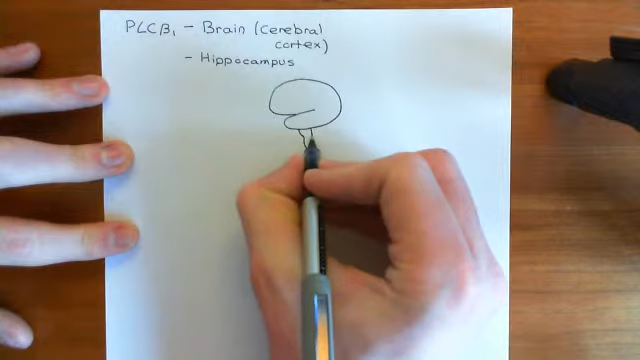 PLCβ₁ - Brain (cerebral
cortex)
- Hippocampus